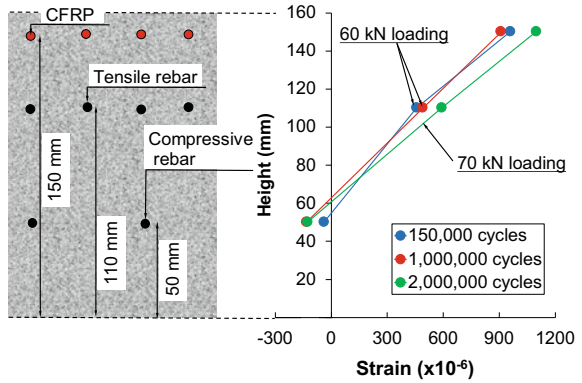 CFRP
Tensile rebar
Compressive
rebar
150 mm
110 mm
50 mm
160
140
120
100
80
60
40
20
0
Height (mm)
60 kN loading
70 kN loading
150,000 cycles
1,000,000 cycles
2,000,000 cycles
-300 0 300 600 900 1200
Strain (x10⁻⁶)